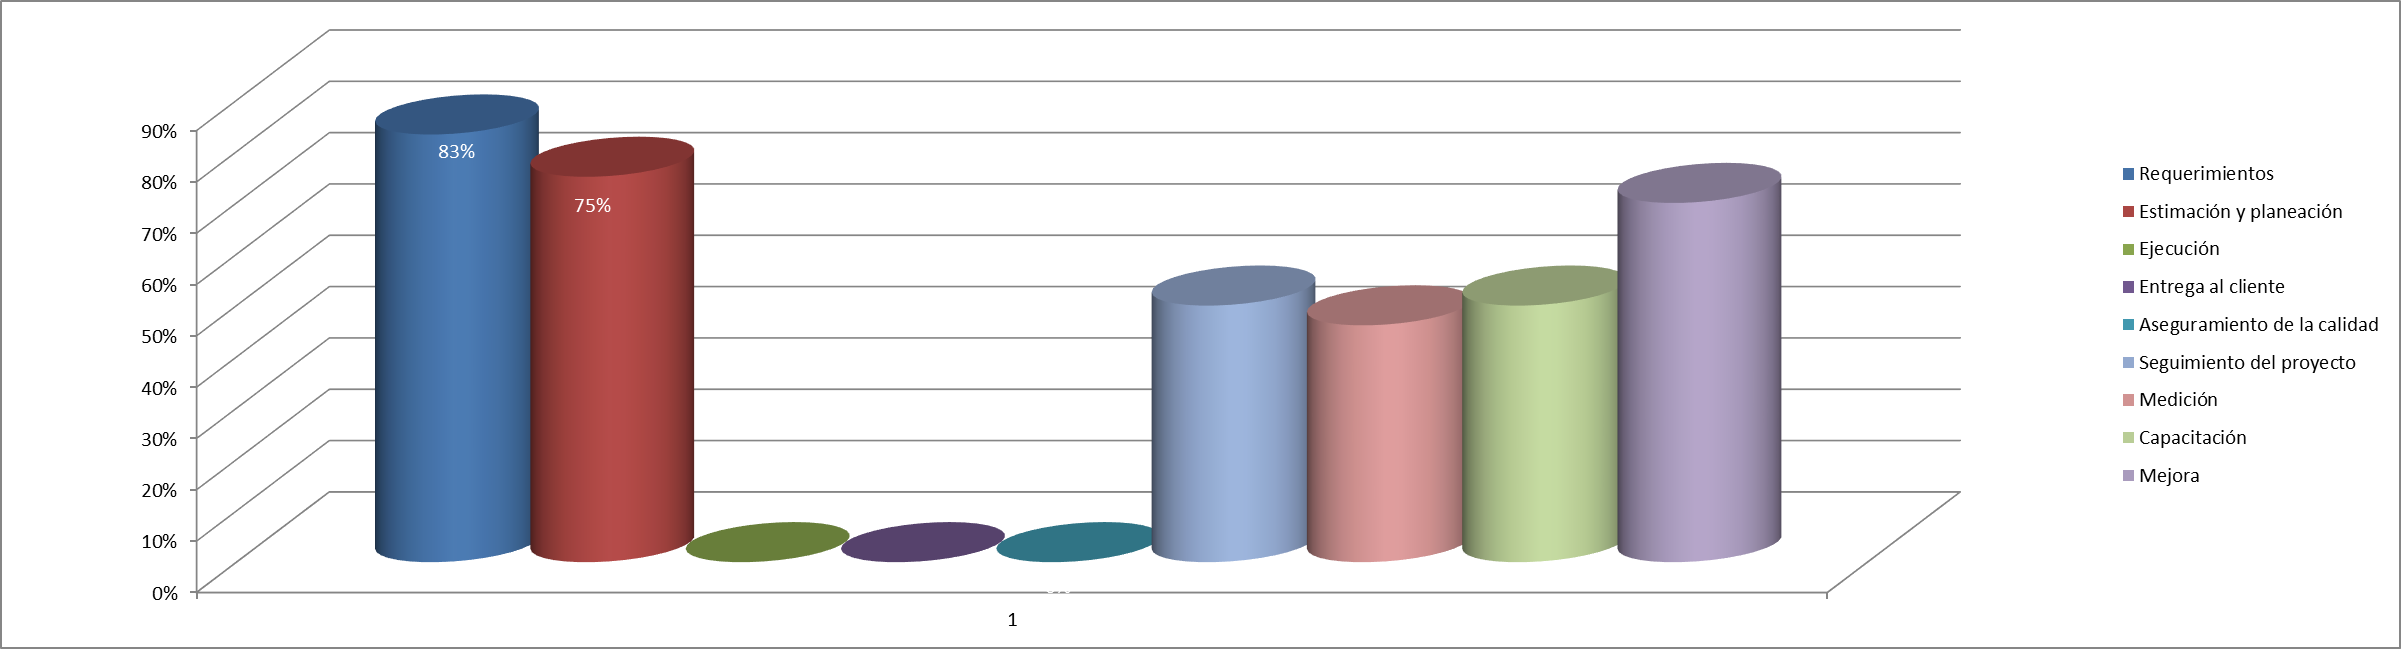 90%
80%
70%
60%
50%
40%
30%
20%
10%
0%
83%
75%
1
Requerimientos
Estimación y planeación
Ejecución
Entrega al cliente
Aseguramiento de la calidad
Seguimiento del proyecto
Medición
Capacitación
Mejora